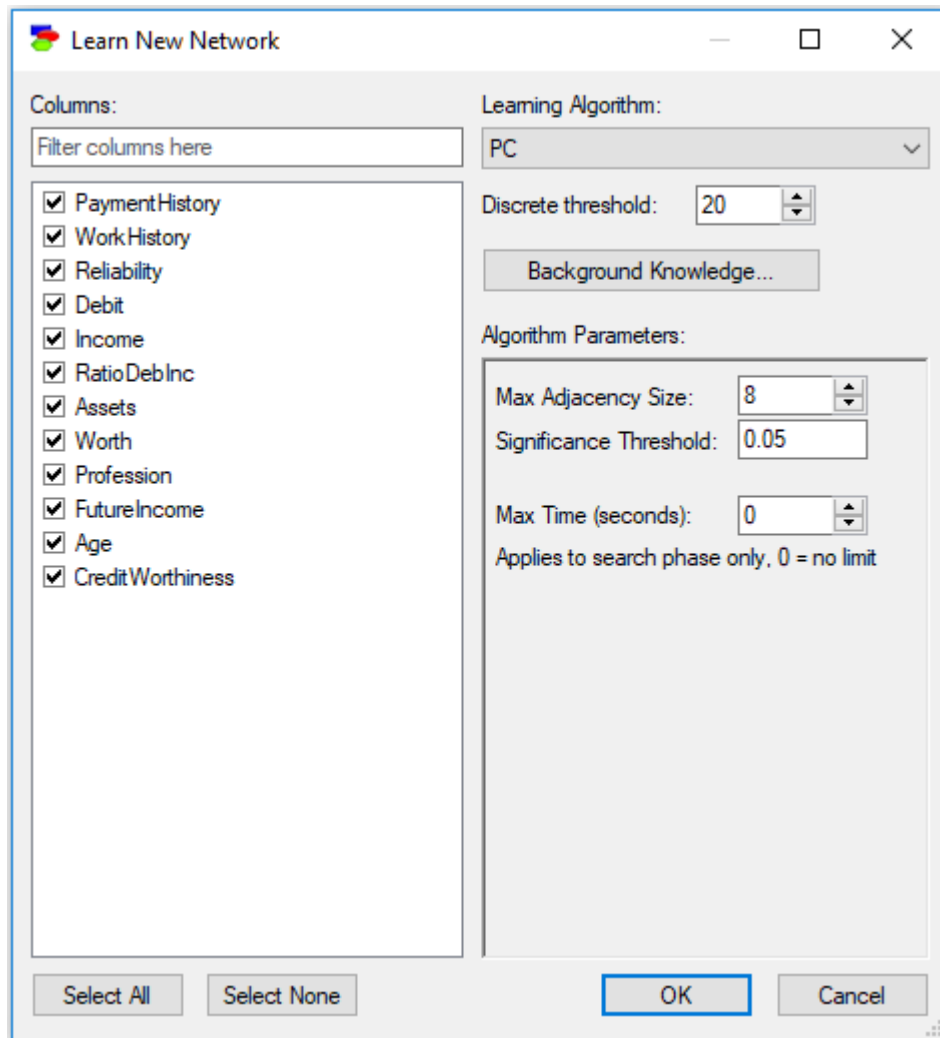 Learn New Network
Columns:
Filter columns here
PaymentHistory
WorkHistory
Reliability
Debit
Income
RatioDebInc
Assets
Worth
Profession
FutureIncome
Age
CreditWorthiness
Select All
Select None
Learning Algorithm:
PC
Discrete threshold: 20
Background Knowledge...
Algorithm Parameters:
Max Adjacency Size: 8
Significance Threshold: 0.05
Max Time (seconds): 0
Applies to search phase only, 0 = no limit
OK
Cancel